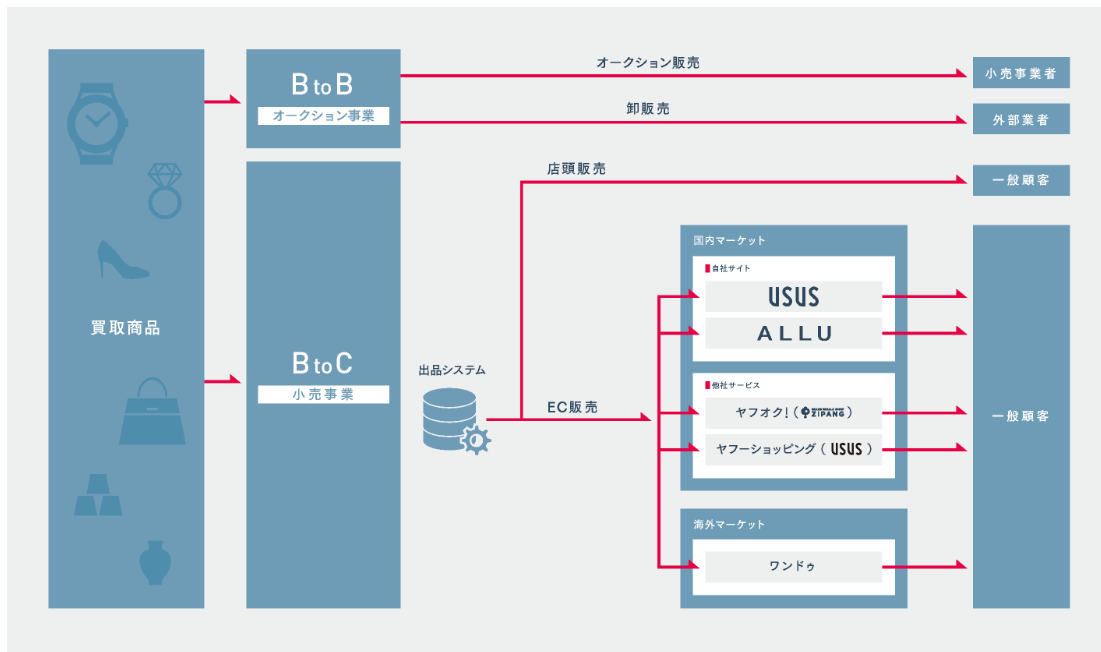 買取商品
B to B
オークション事業
オークション販売
小売事業者
卸販売
外部業者
B to C
小売事業
出品システム
店頭販売
一般顧客
EC販売
国内マーケット
自社サイト
USUS
ALLU
他社サービス
ヤフオク!(ZIPANG)
ヤフーショッピング(USUS)
海外マーケット
ワンドゥ
一般顧客